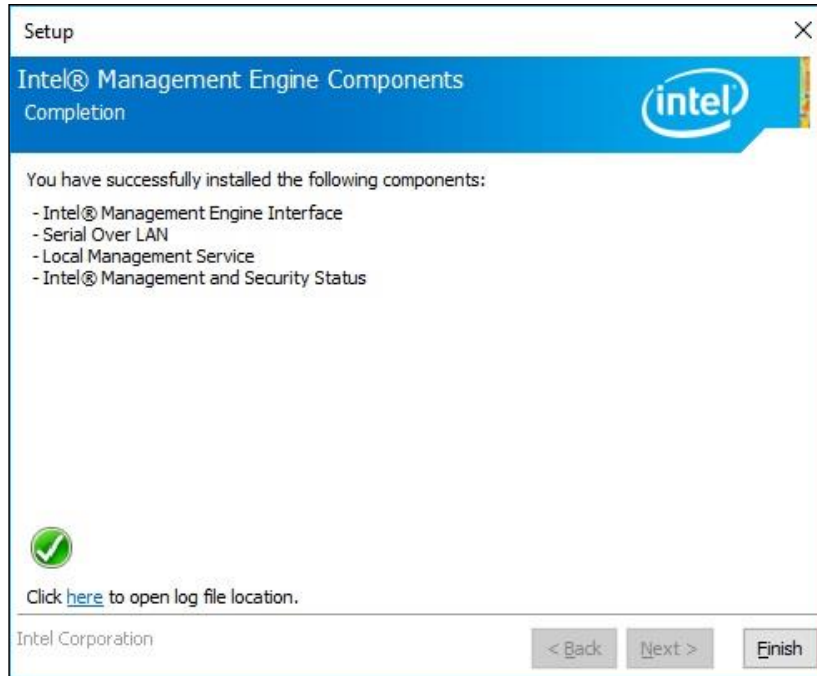 Setup
Intel® Management Engine Components
Completion
intel
You have successfully installed the following components:
- Intel® Management Engine Interface
- Serial Over LAN
- Local Management Service
- Intel® Management and Security Status
Click here to open log file location.
Intel Corporation
< Back Next > Finish